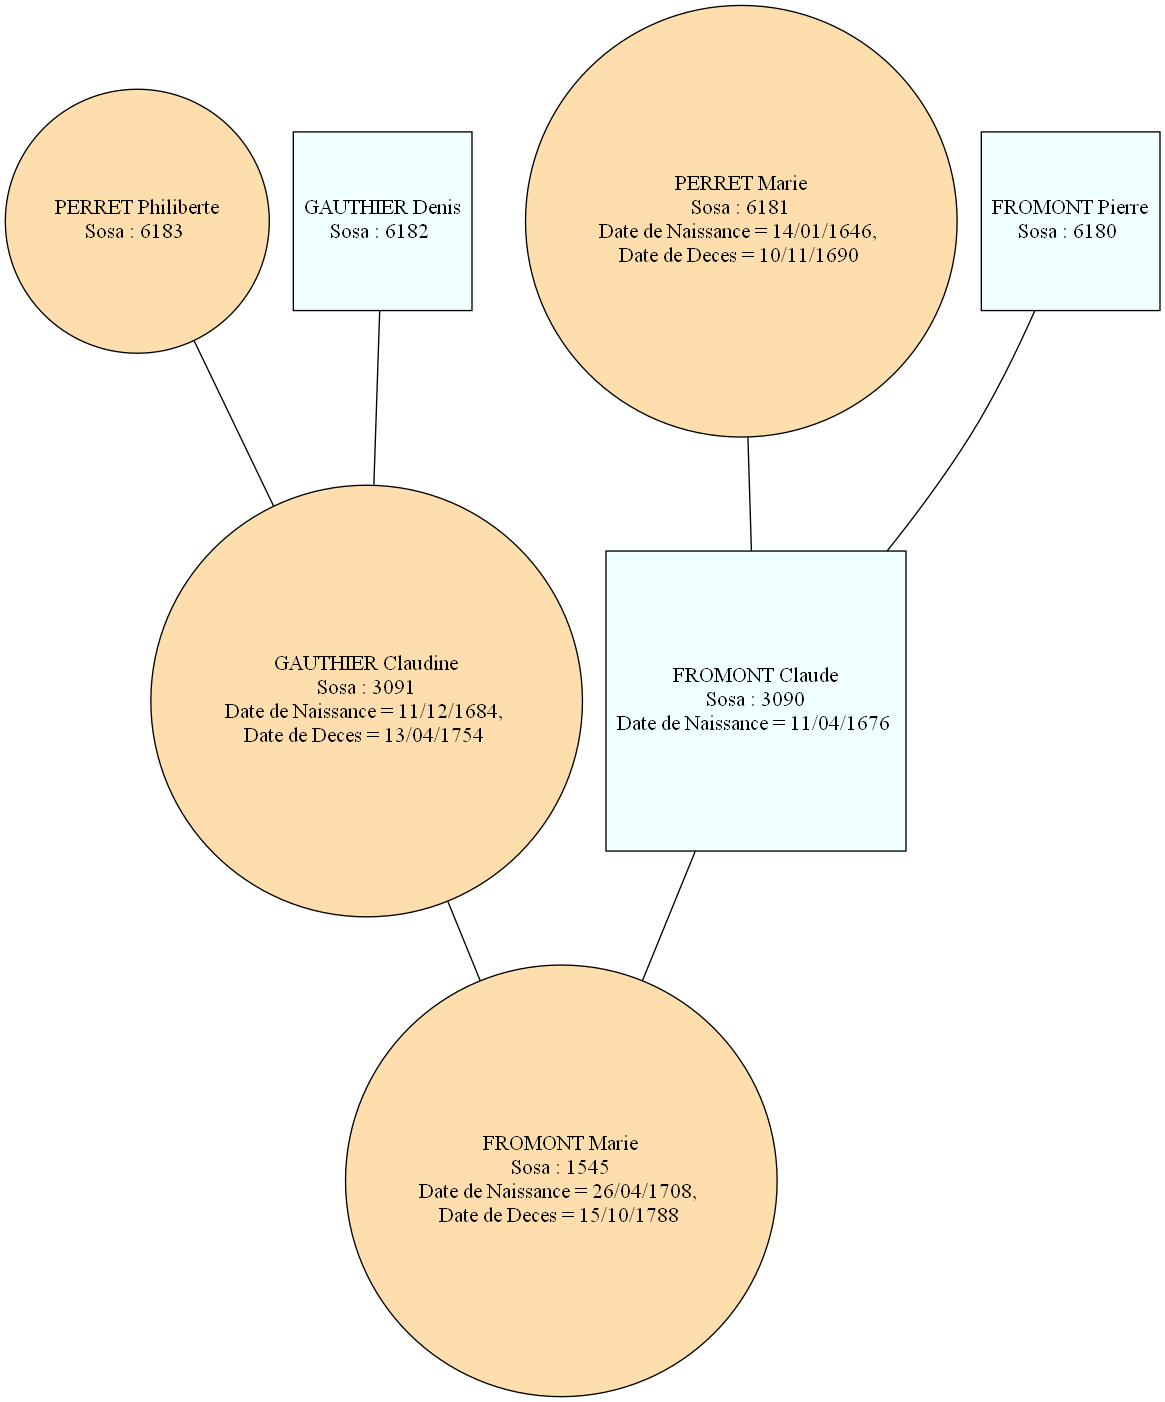 PERRET Philiberte
Sosa : 6183
GAUTHIER Denis
Sosa : 6182
PERRET Marie
Sosa : 6181
Date de Naissance = 14/01/1646,
Date de Deces = 10/11/1690
FROMONT Pierre
Sosa : 6180
GAUTHIER Claudine
Sosa : 3091
Date de Naissance = 11/12/1684,
Date de Deces = 13/04/1754
FROMONT Claude
Sosa : 3090
Date de Naissance = 11/04/1676
FROMONT Marie
Sosa : 1545
Date de Naissance = 26/04/1708,
Date de Deces = 15/10/1788